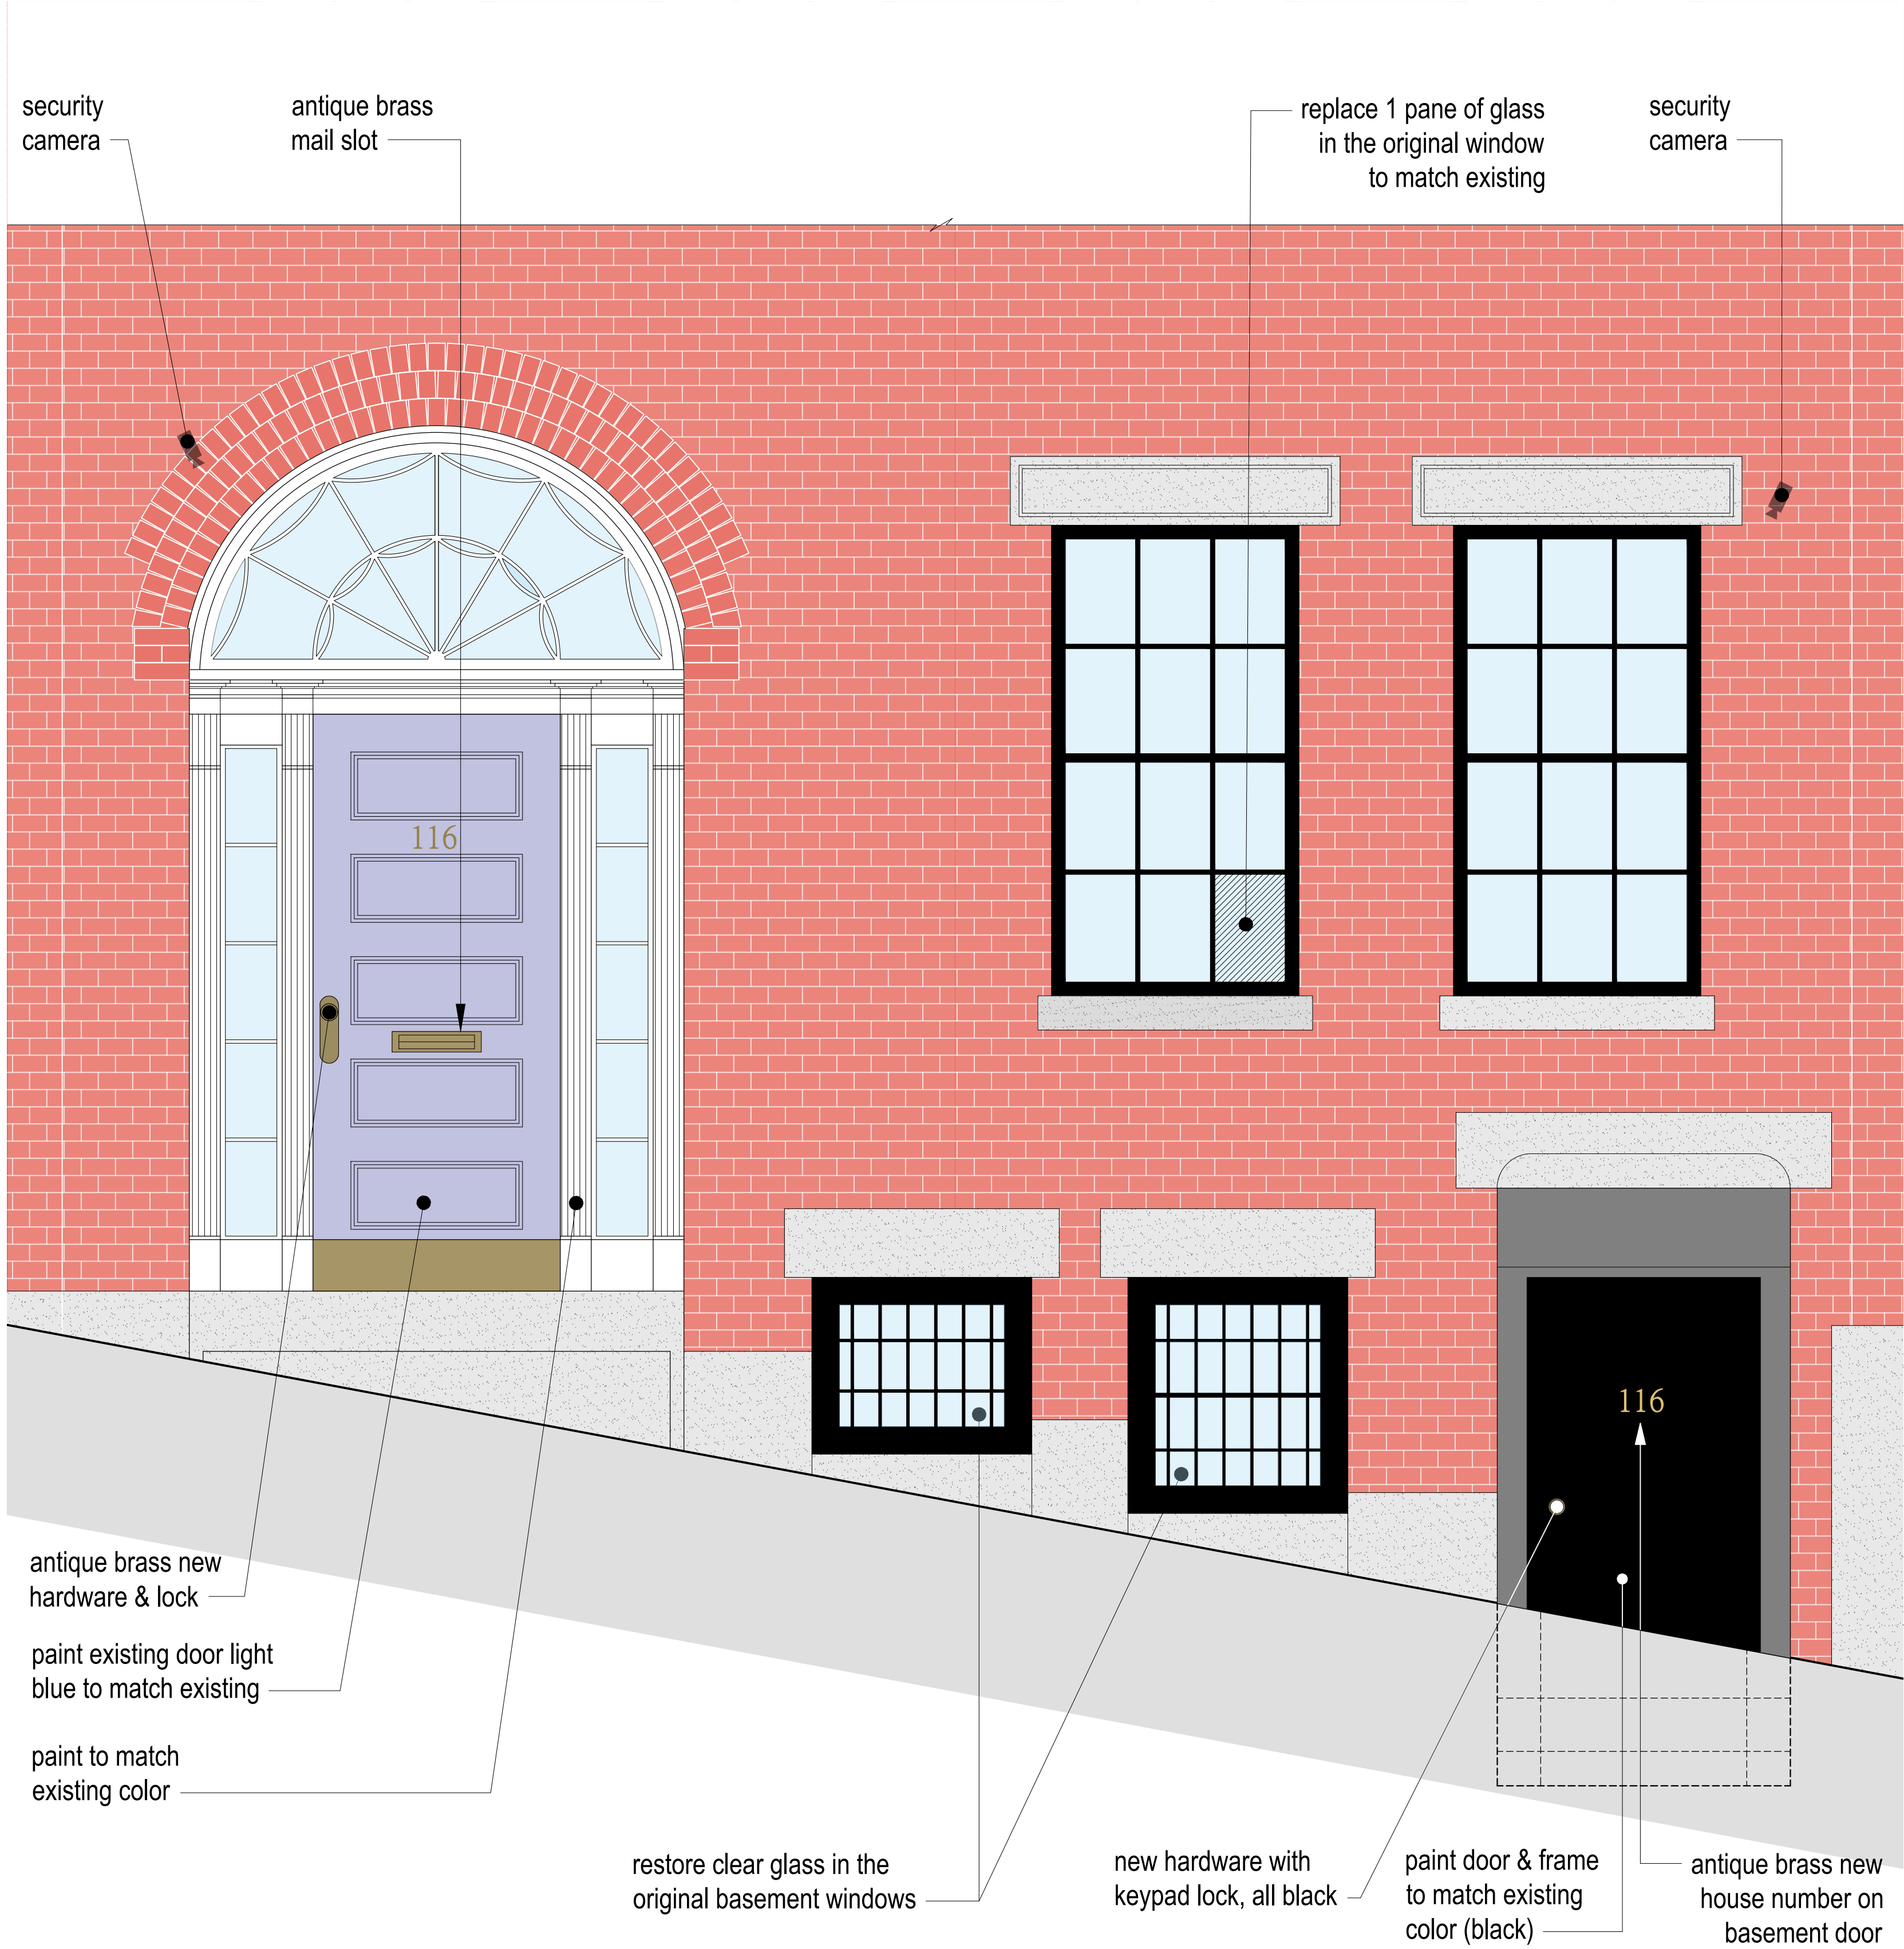 security
camera
antique brass
mail slot
replace 1 pane of glass
in the original window
to match existing
security
camera
116
116
antique brass new
hardware & lock
paint existing door light
blue to match existing
paint to match
existing color
restore clear glass in the
original basement windows
new hardware with
keypad lock, all black
paint door & frame
to match existing
color (black)
antique brass new
house number on
basement door